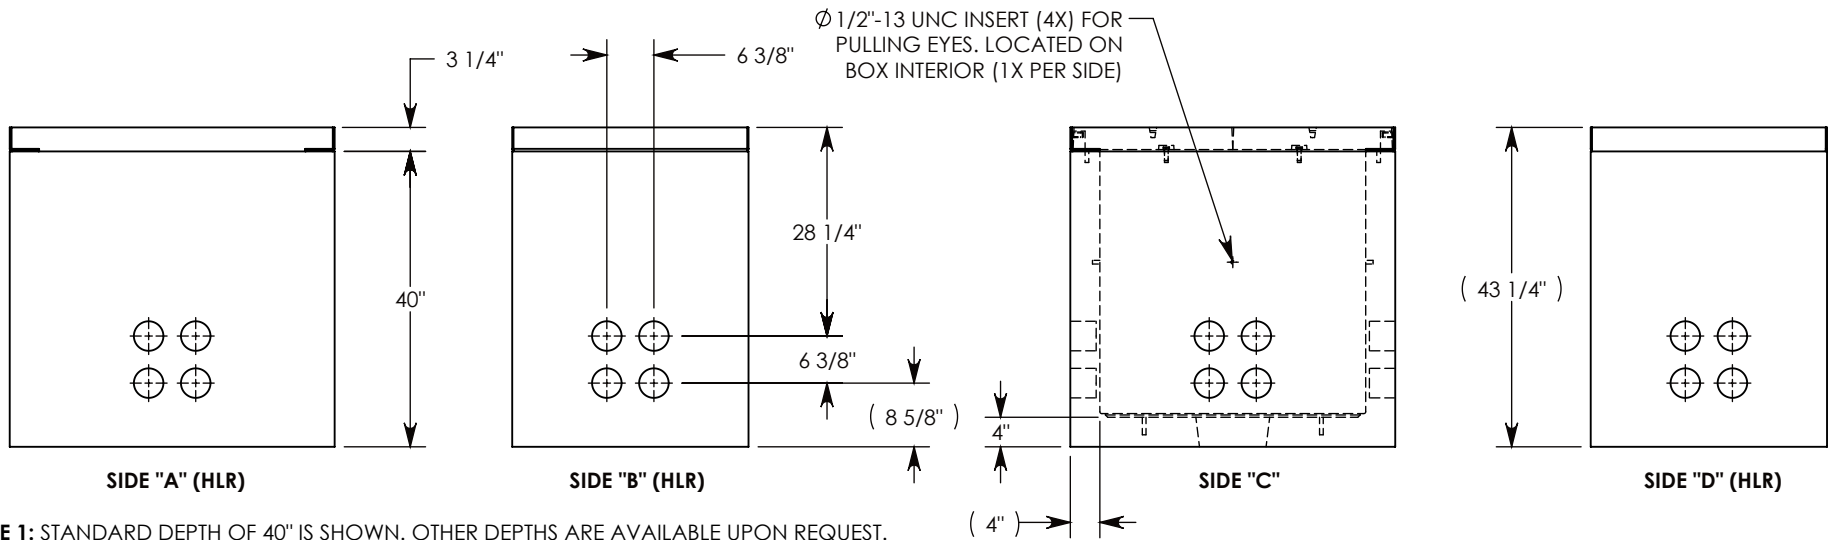 Ø 1/2"-13 UNC INSERT (4X) FOR
PULLING EYES. LOCATED ON
BOX INTERIOR (1X PER SIDE)
3 1/4"
6 3/8"
28 1/4"
40"
6 3/8"
( 8 5/8" )
4"
( 43 1/4" )
SIDE "A" (HLR)
SIDE "B" (HLR)
SIDE "C"
SIDE "D" (HLR)
( 4" )
E 1: STANDARD DEPTH OF 40" IS SHOWN. OTHER DEPTHS ARE AVAILABLE UPON REQUEST.